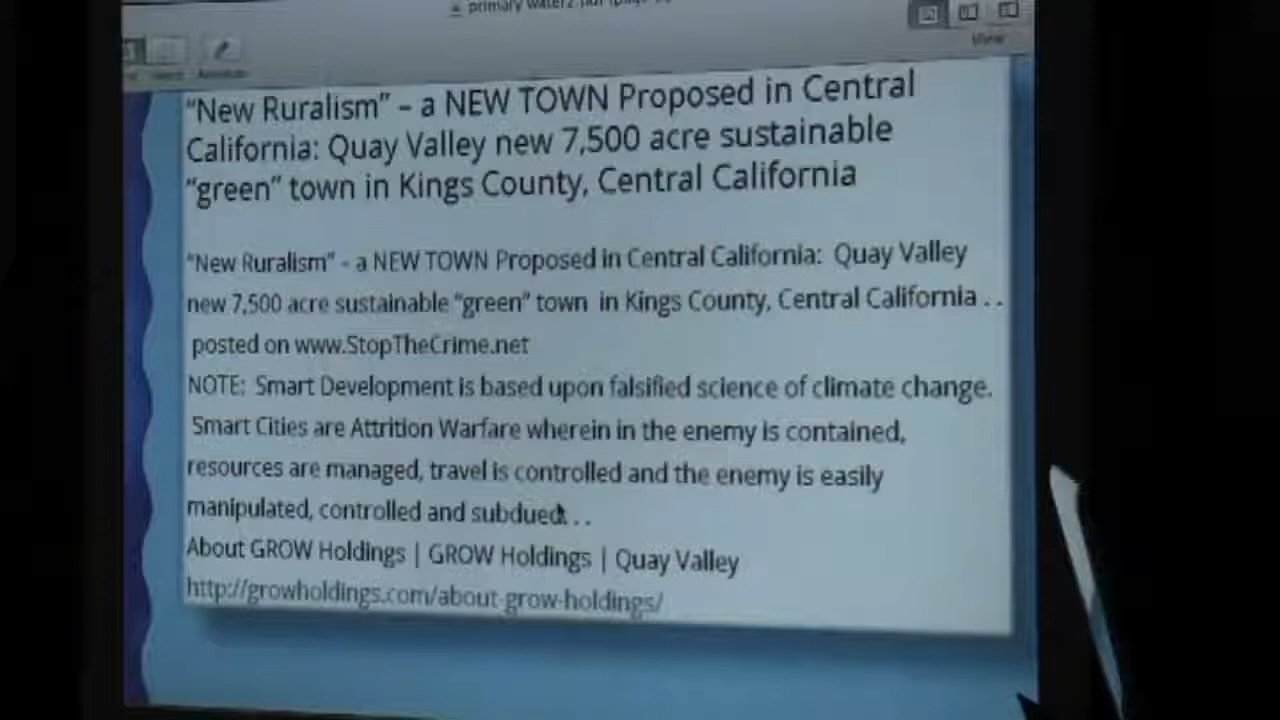 primary water2.pdf (page
View
"New Ruralism" – a NEW TOWN Proposed in Central
California: Quay Valley new 7,500 acre sustainable
"green" town in Kings County, Central California
"New Ruralism" - a NEW TOWN Proposed in Central California: Quay Valley
new 7,500 acre sustainable "green" town in Kings County, Central California . .
posted on www.StopTheCrime.net
NOTE: Smart Development is based upon falsified science of climate change.
Smart Cities are Attrition Warfare wherein in the enemy is contained,
resources are managed, travel is controlled and the enemy is easily
manipulated, controlled and subdued. . .
About GROW Holdings | GROW Holdings | Quay Valley
http://growholdings.com/about-grow-holdings/